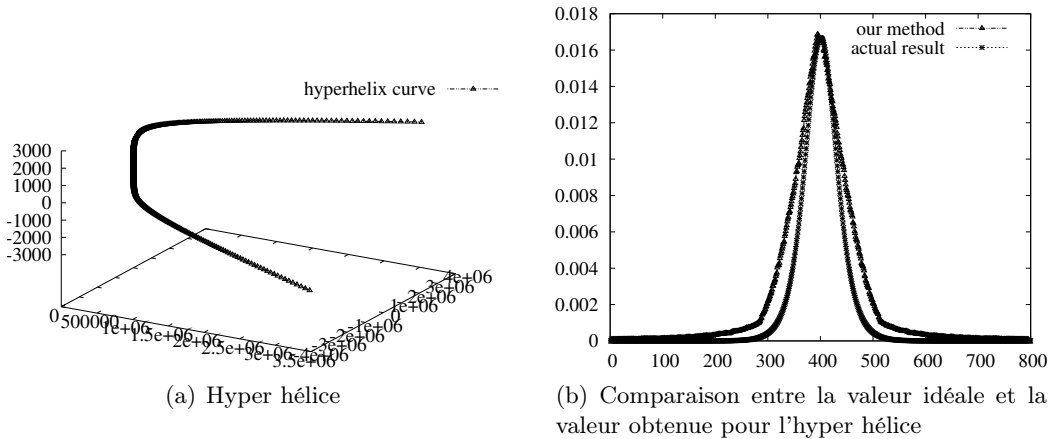 hyperhelix curve
3000
2000
1000
0
-1000
-2000
-3000
0
500000
1e+06
1.5e+06
2e+06
2.5e+06
3e+06
3.5e+06
-4e+06
-3e+06
-2e+06
-1e+06
0
1e+06
2e+06
3e+06
4e+06
(a) Hyper hélice
0.018
0.016
0.014
0.012
0.01
0.008
0.006
0.004
0.002
0
our method
actual result
0 100 200 300 400 500 600 700 800
(b) Comparaison entre la valeur idéale et la
valeur obtenue pour l'hyper hélice